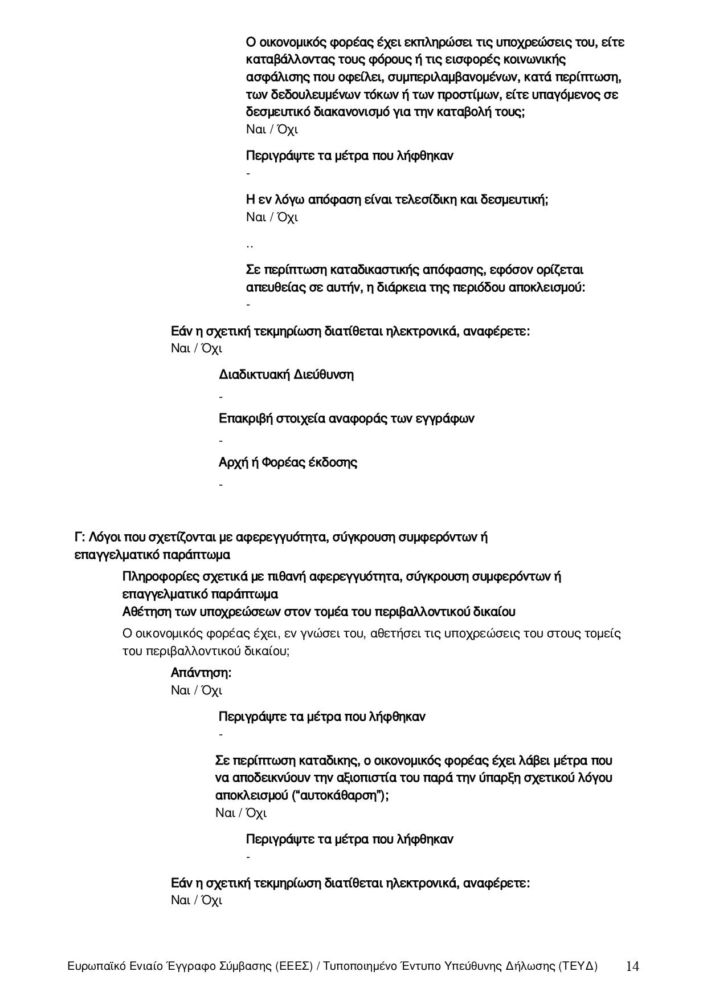 Ο οικονομικός φορέας έχει εκπληρώσει τις υποχρεώσεις του, είτε
καταβάλλοντας τους φόρους ή τις εισφορές κοινωνικής
ασφάλισης που οφείλει, συμπεριλαμβανομένων, κατά περίπτωση,
των δεδουλευμένων τόκων ή των προστίμων, είτε υπαγόμενος σε
δεσμευτικό διακανονισμό για την καταβολή τους;
Ναι / Όχι
Περιγράψτε τα μέτρα που λήφθηκαν
-
Η εν λόγω απόφαση είναι τελεσίδικη και δεσμευτική;
Ναι / Όχι
..
Σε περίπτωση καταδικαστικής απόφασης, εφόσον ορίζεται
απευθείας σε αυτήν, η διάρκεια της περιόδου αποκλεισμού:
-
Εάν η σχετική τεκμηρίωση διατίθεται ηλεκτρονικά, αναφέρετε:
Ναι / Όχι
Διαδικτυακή Διεύθυνση
-
Επακριβή στοιχεία αναφοράς των εγγράφων
-
Αρχή ή Φορέας έκδοσης
-
Γ: Λόγοι που σχετίζονται με αφερεγγυότητα, σύγκρουση συμφερόντων ή
επαγγελματικό παράπτωμα
Πληροφορίες σχετικά με πιθανή αφερεγγυότητα, σύγκρουση συμφερόντων ή
επαγγελματικό παράπτωμα
Αθέτηση των υποχρεώσεων στον τομέα του περιβαλλοντικού δικαίου
Ο οικονομικός φορέας έχει, εν γνώσει του, αθετήσει τις υποχρεώσεις του στους τομείς
του περιβαλλοντικού δικαίου;
Απάντηση:
Ναι / Όχι
Περιγράψτε τα μέτρα που λήφθηκαν
-
Σε περίπτωση καταδικης, ο οικονομικός φορέας έχει λάβει μέτρα που
να αποδεικνύουν την αξιοπιστία του παρά την ύπαρξη σχετικού λόγου
αποκλεισμού (“αυτοκάθαρση”);
Ναι / Όχι
Περιγράψτε τα μέτρα που λήφθηκαν
-
Εάν η σχετική τεκμηρίωση διατίθεται ηλεκτρονικά, αναφέρετε:
Ναι / Όχι
Ευρωπαϊκό Ενιαίο Έγγραφο Σύμβασης (ΕΕΕΣ) / Τυποποιημένο Έντυπο Υπεύθυνης Δήλωσης (ΤΕΥΔ) 14